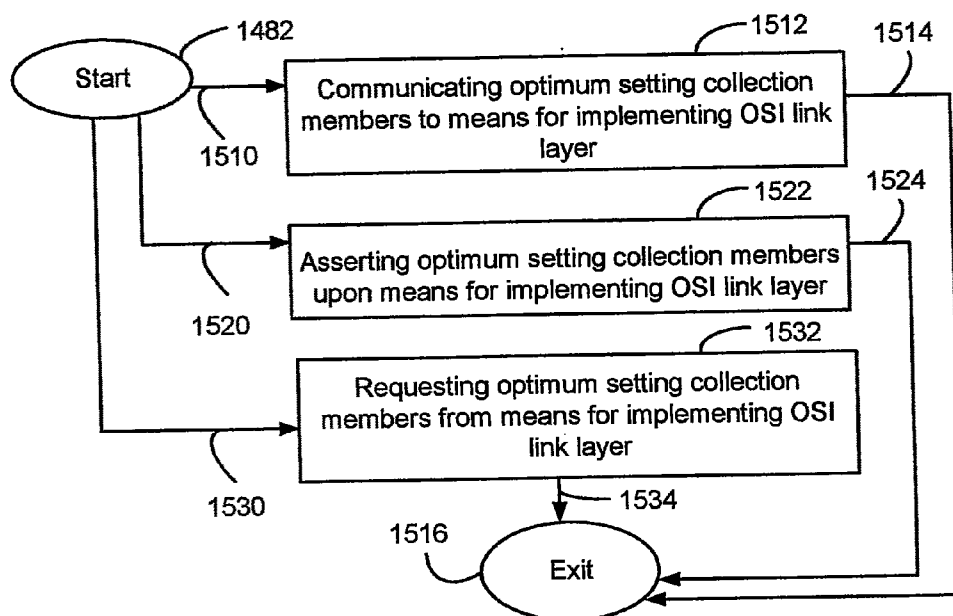 1482
Start
1510
1512
1514
Communicating optimum setting collection
members to means for implementing OSI link
layer
1520
1522
1524
Asserting optimum setting collection members
upon means for implementing OSI link layer
1530
1532
Requesting optimum setting collection
members from means for implementing OSI
link layer
1534
1516
Exit